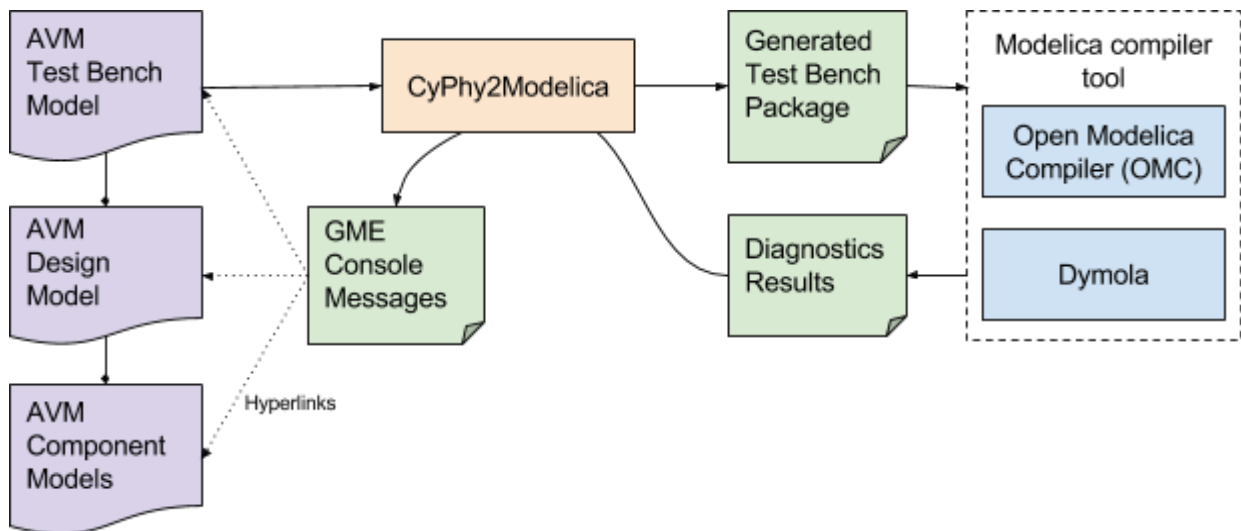 AVM
Test Bench
Model
CyPhy2Modelica
Generated
Test Bench
Package
Modelica compiler
tool
Open Modelica
Compiler (OMC)
AVM
Design
Model
GME
Console
Messages
Diagnostics
Results
Dymola
Hyperlinks
AVM
Component
Models